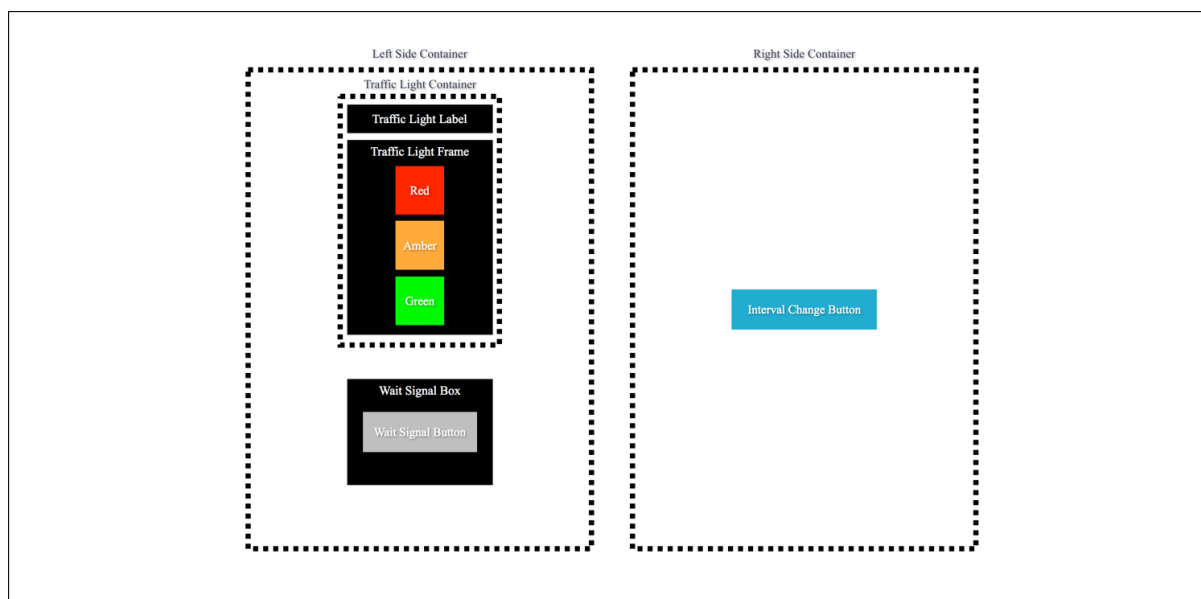 Left Side Container
Right Side Container
Traffic Light Container
Traffic Light Label
Traffic Light Frame
Red
Amber
Green
Interval Change Button
Wait Signal Box
Wait Signal Button